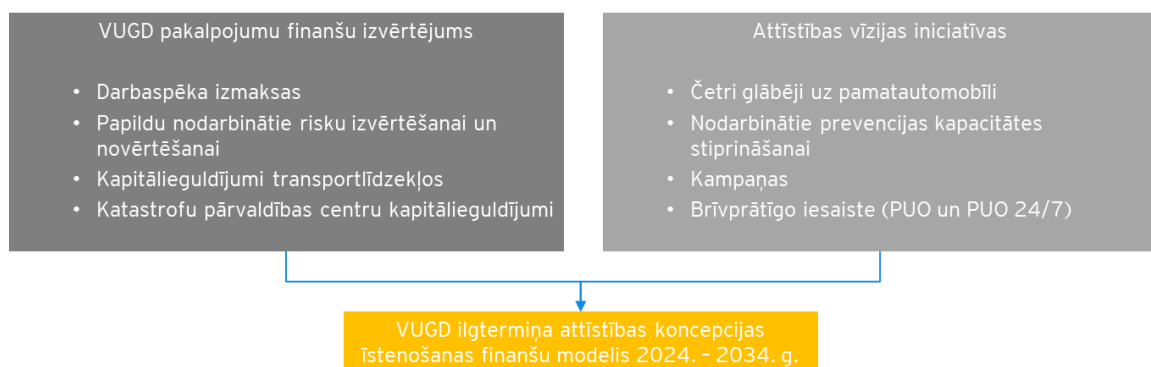 VUGD pakalpojumu finanšu izvērtējums
• Darbaspēka izmaksas
• Papildu nodarbinātie risku izvērtēšanai un
novērtēšanai
• Kapitālieguldījumi transportlīdzekļos
• Katastrofu pārvaldības centru kapitālieguldījumi
Attīstības vīzijas iniciatīvas
• Četri glābēji uz pamatautomobīli
• Nodarbinātie prevencijas kapacitātes
stiprināšanai
• Kampaņas
• Brīvprātīgo iesaiste (PUO un PUO 24/7)
VUGD ilgtermiņa attīstības koncepcijas
īstenošanas finanšu modelis 2024. - 2034. g.